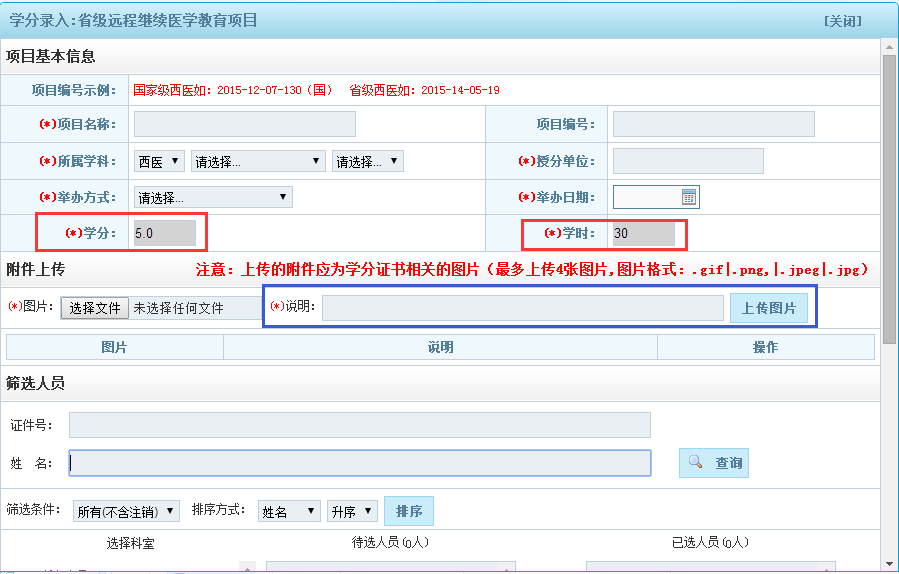 学分录入:省级远程继续医学教育项目 [关闭]
项目基本信息
项目编号示例： 国家级西医如：2015-12-07-130（国） 省级西医如：2015-14-05-19
(*)项目名称： 项目编号：
(*)所属学科： 西医 请选择... 请选择... (*)授分单位：
(*)举办方式： 请选择... (*)举办日期：
(*)学分： 5.0 (*)学时： 30
附件上传 注意：上传的附件应为学分证书相关的图片（最多上传4张图片,图片格式：.gif|.png,|.jpeg|.jpg）
(*)图片： 选择文件 未选择任何文件 (*)说明： 上传图片
图片 说明 操作
筛选人员
证件号：
姓 名： 查询
筛选条件： 所有(不含注销) 排序方式： 姓名 升序 排序
选择科室 待选人员(0人) 已选人员(0人)